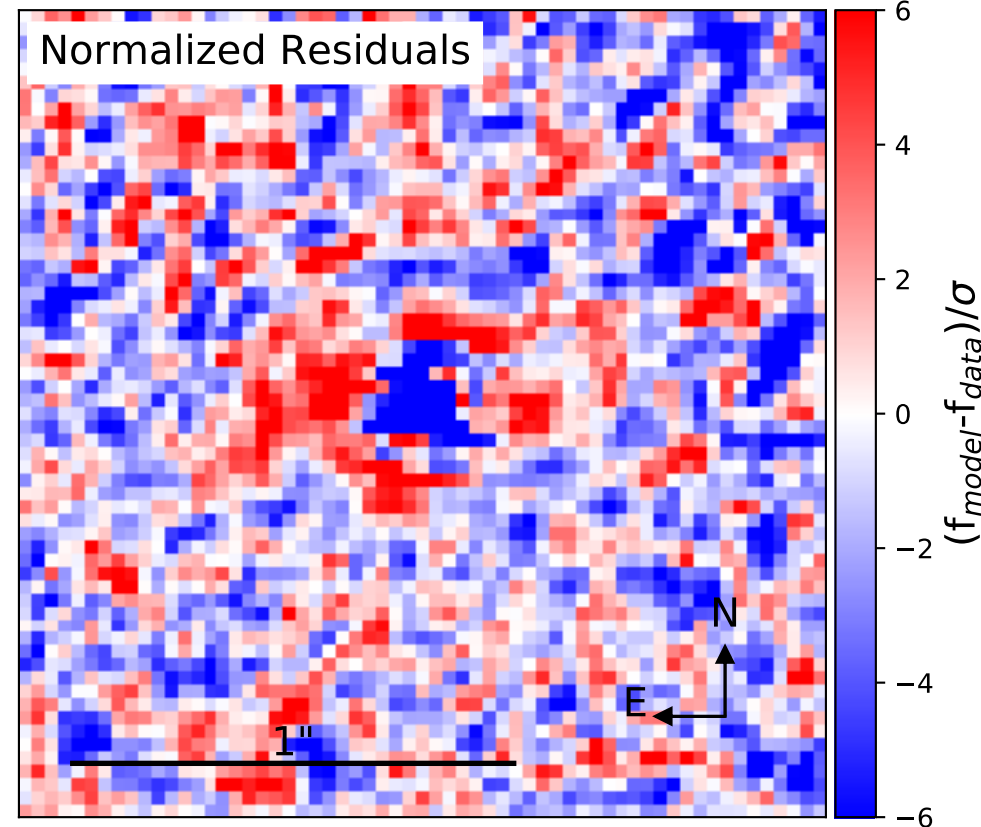 Normalized Residuals
6
4
2
0
−2
−4
−6
(f_model-f_data)/σ
N
E
1"